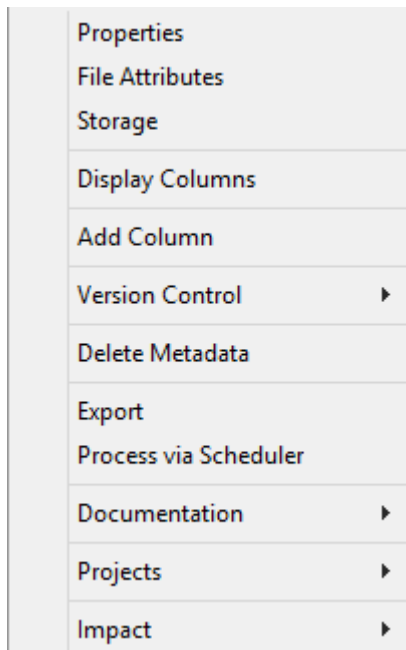 Properties
File Attributes
Storage
Display Columns
Add Column
Version Control
Delete Metadata
Export
Process via Scheduler
Documentation
Projects
Impact